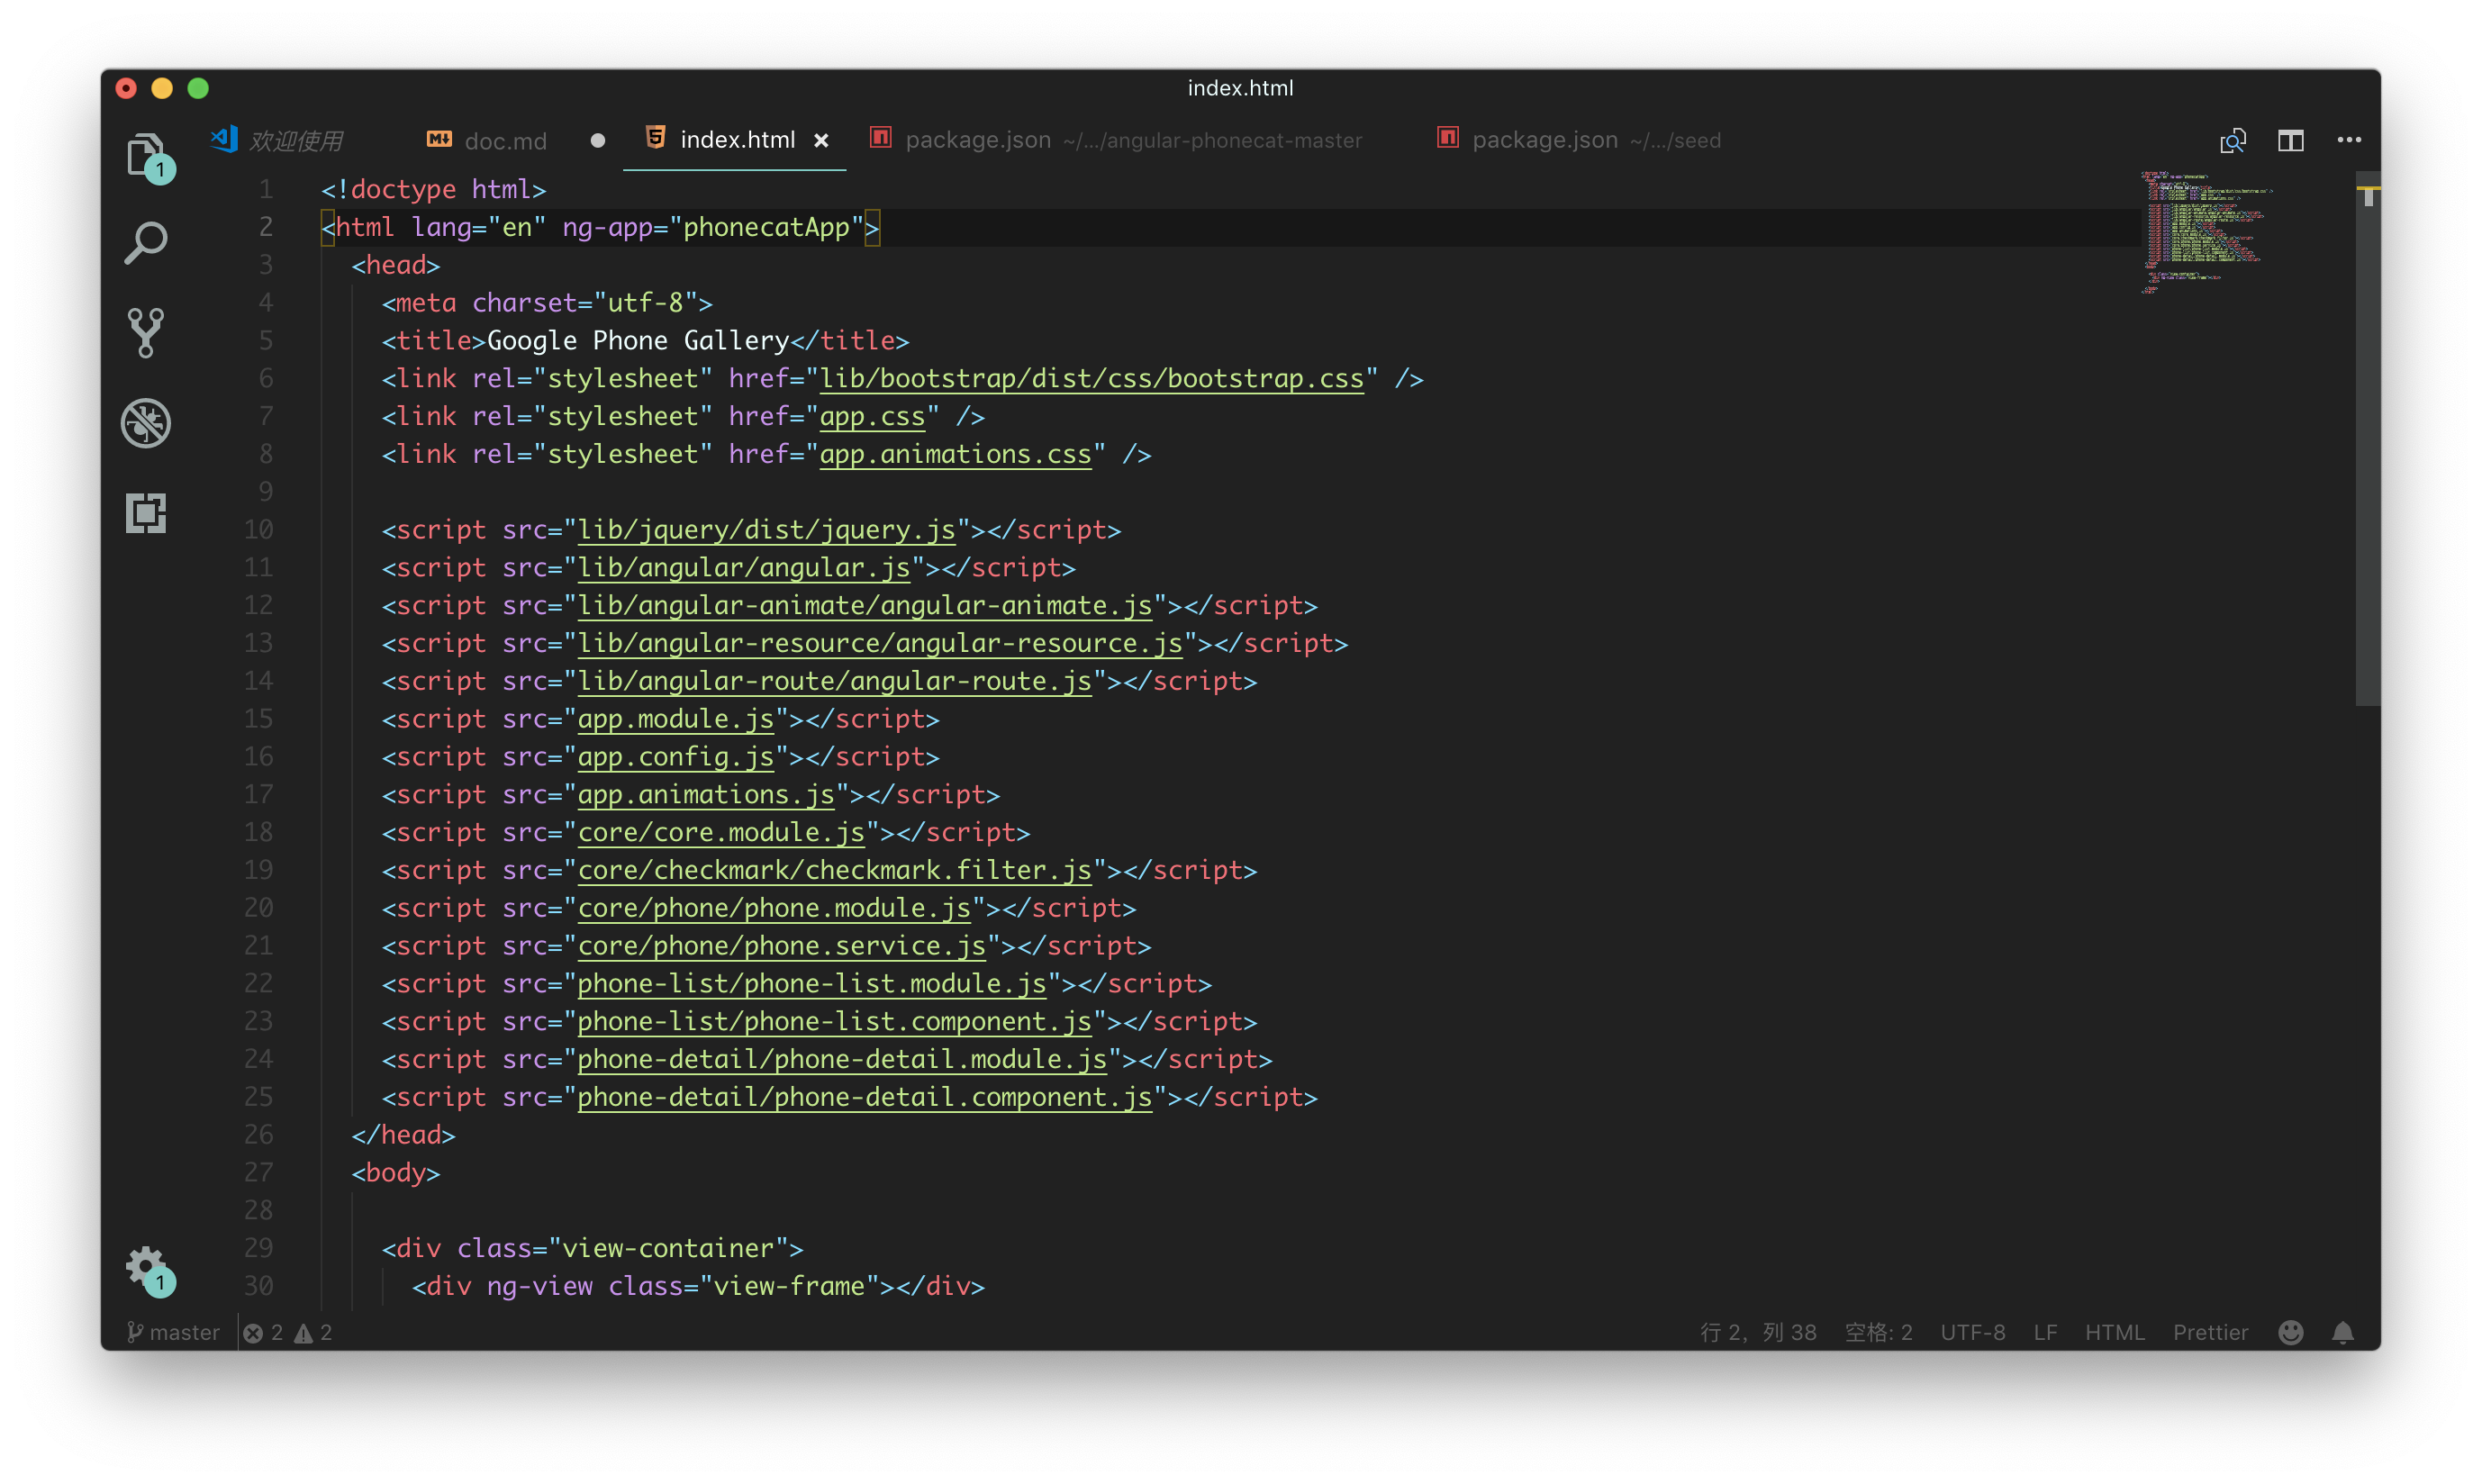 index.html
欢迎使用 doc.md index.html × package.json ~/.../angular-phonecat-master package.json ~/.../seed
1
1 <!doctype html>
2 <html lang="en" ng-app="phonecatApp">
3 <head>
4 <meta charset="utf-8">
5 <title>Google Phone Gallery</title>
6 <link rel="stylesheet" href="lib/bootstrap/dist/css/bootstrap.css" />
7 <link rel="stylesheet" href="app.css" />
8 <link rel="stylesheet" href="app.animations.css" />
9
10 <script src="lib/jquery/dist/jquery.js"></script>
11 <script src="lib/angular/angular.js"></script>
12 <script src="lib/angular-animate/angular-animate.js"></script>
13 <script src="lib/angular-resource/angular-resource.js"></script>
14 <script src="lib/angular-route/angular-route.js"></script>
15 <script src="app.module.js"></script>
16 <script src="app.config.js"></script>
17 <script src="app.animations.js"></script>
18 <script src="core/core.module.js"></script>
19 <script src="core/checkmark/checkmark.filter.js"></script>
20 <script src="core/phone/phone.module.js"></script>
21 <script src="core/phone/phone.service.js"></script>
22 <script src="phone-list/phone-list.module.js"></script>
23 <script src="phone-list/phone-list.component.js"></script>
24 <script src="phone-detail/phone-detail.module.js"></script>
25 <script src="phone-detail/phone-detail.component.js"></script>
26 </head>
27 <body>
28
29 <div class="view-container">
30 <div ng-view class="view-frame"></div>
1
master 2 2 行 2，列 38 空格: 2 UTF-8 LF HTML Prettier